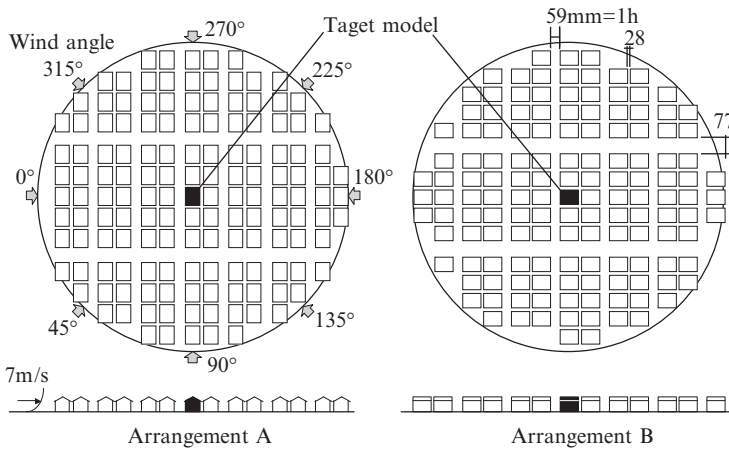 270°
Wind angle
315°
225°
0°
180°
45°
135°
90°
7m/s
Arrangement A
Taget model
59mm=1h
28
77
Arrangement B